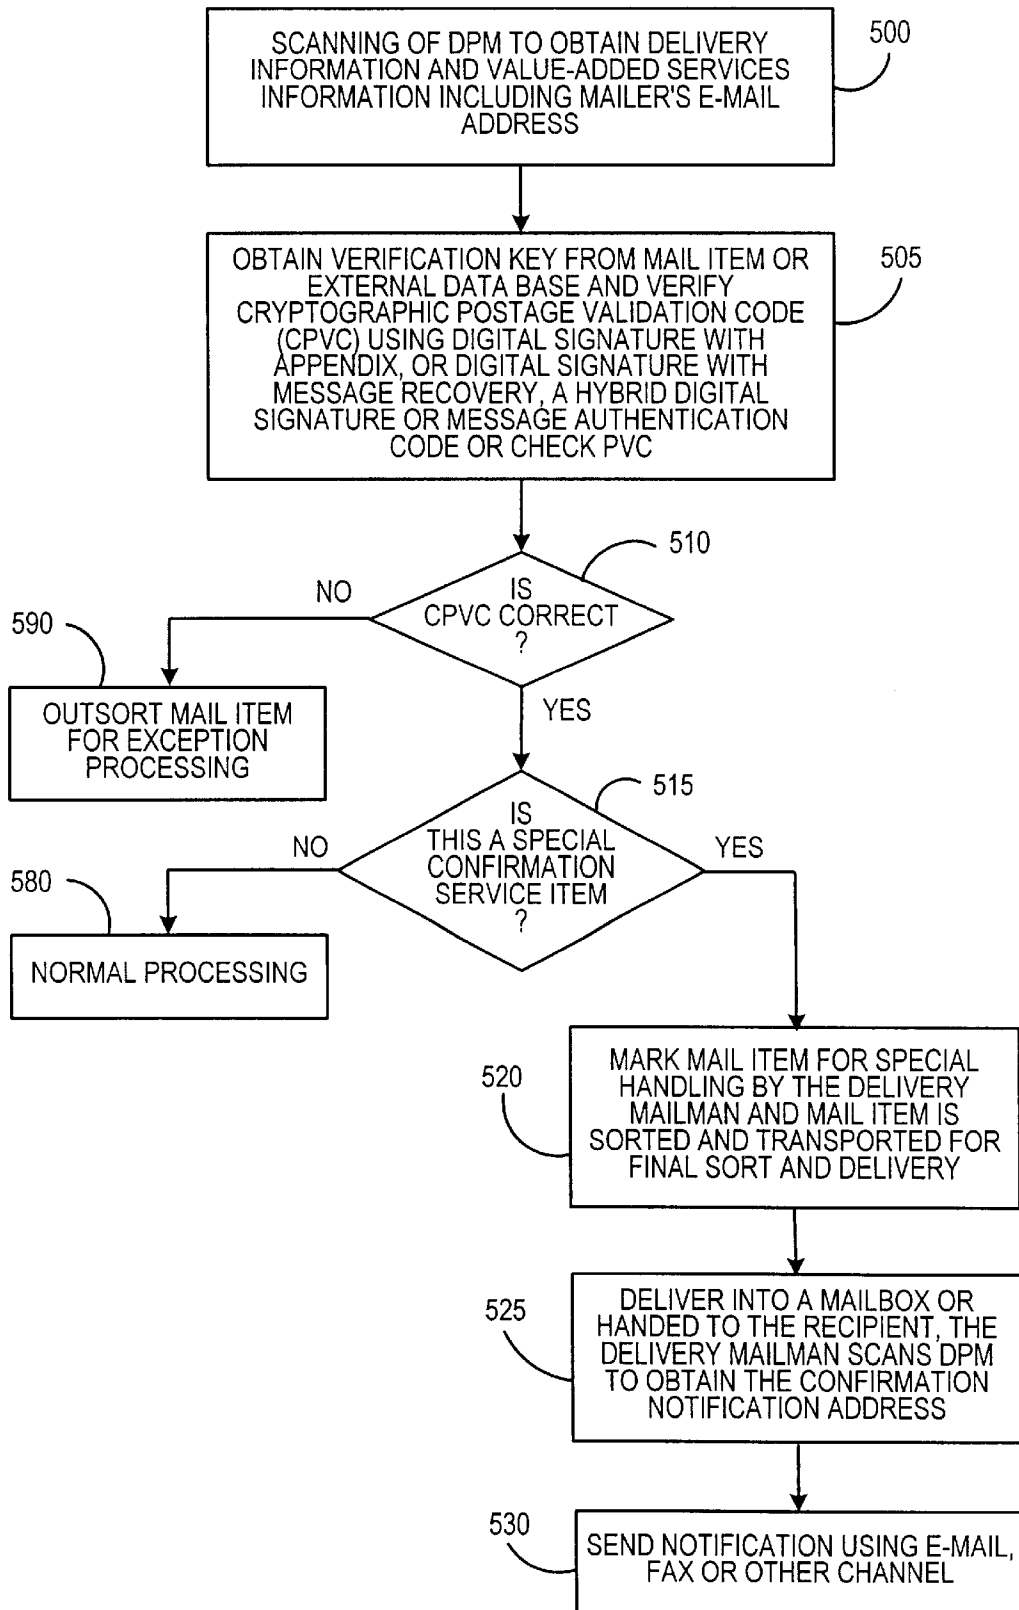 SCANNING OF DPM TO OBTAIN DELIVERY
INFORMATION AND VALUE-ADDED SERVICES
INFORMATION INCLUDING MAILER'S E-MAIL
ADDRESS
500
OBTAIN VERIFICATION KEY FROM MAIL ITEM OR
EXTERNAL DATA BASE AND VERIFY
CRYPTOGRAPHIC POSTAGE VALIDATION CODE
(CPVC) USING DIGITAL SIGNATURE WITH
APPENDIX, OR DIGITAL SIGNATURE WITH
MESSAGE RECOVERY, A HYBRID DIGITAL
SIGNATURE OR MESSAGE AUTHENTICATION
CODE OR CHECK PVC
505
510
IS
CPVC CORRECT
?
NO
590
OUTSORT MAIL ITEM
FOR EXCEPTION
PROCESSING
YES
515
IS
THIS A SPECIAL
CONFIRMATION
SERVICE ITEM
?
NO
YES
580
NORMAL PROCESSING
520
MARK MAIL ITEM FOR SPECIAL
HANDLING BY THE DELIVERY
MAILMAN AND MAIL ITEM IS
SORTED AND TRANSPORTED FOR
FINAL SORT AND DELIVERY
525
DELIVER INTO A MAILBOX OR
HANDED TO THE RECIPIENT, THE
DELIVERY MAILMAN SCANS DPM
TO OBTAIN THE CONFIRMATION
NOTIFICATION ADDRESS
530
SEND NOTIFICATION USING E-MAIL,
FAX OR OTHER CHANNEL